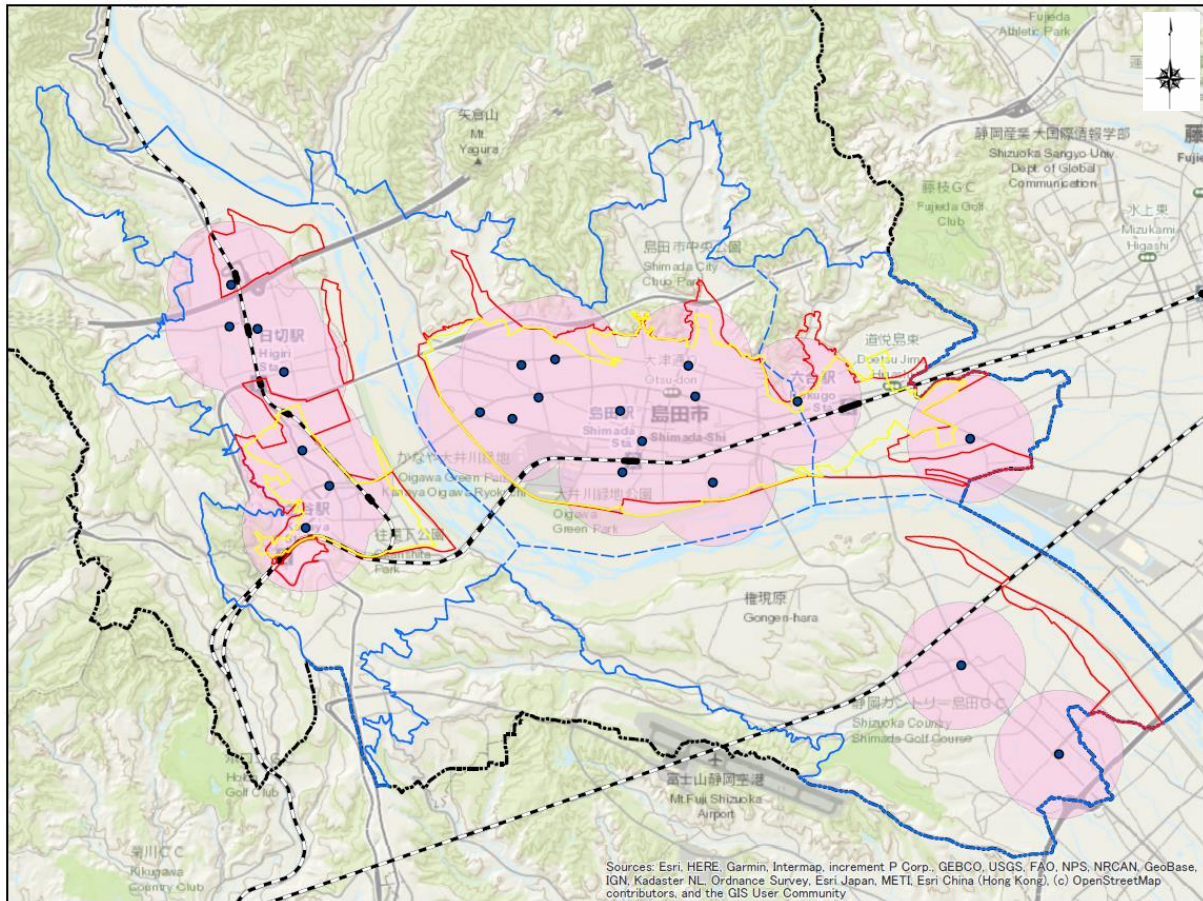 Fujieda
Athletic Park
矢倉山
Mt
Yagura
静岡産業大国際情報学部
Shizuoka Sangyo Univ.
Dept. of Global
Communication
藤
Fujie
藤枝GC
Fujieda Golf
Club
水上東
Mizukami
Higashi
島田市中央公園
Shimada City
Chuo Park
日切駅
Higiri
Sta
道悦島東
Doetsu Jima
大津通り
Otsu-dori
六合駅
Rokugo
Sta
島田駅
Shimada
Sta
島田市
Shimada-Shi
かなや大井川緑地
Oigawa Green Park
Kanaya Oigawa Ryokuchi
大井川緑地公園
Oigawa
Green Park
谷駅
Park
権現原
Gongen-hara
静岡カントリー島田GC
Shizuoka Country
Shimada Golf Course
富士山静岡空港
Mt Fuji Shizuoka
Airport
Golf Club
菊川CC
Kikugawa
Country Club
Sources: Esri, HERE, Garmin, Intermap, increment P Corp., GEBCO, USGS, FAO, NPS, NRCAN, GeoBase,
IGN, Kadaster NL, Ordnance Survey, Esri Japan, METI, Esri China (Hong Kong), (c) OpenStreetMap
contributors, and the GIS User Community